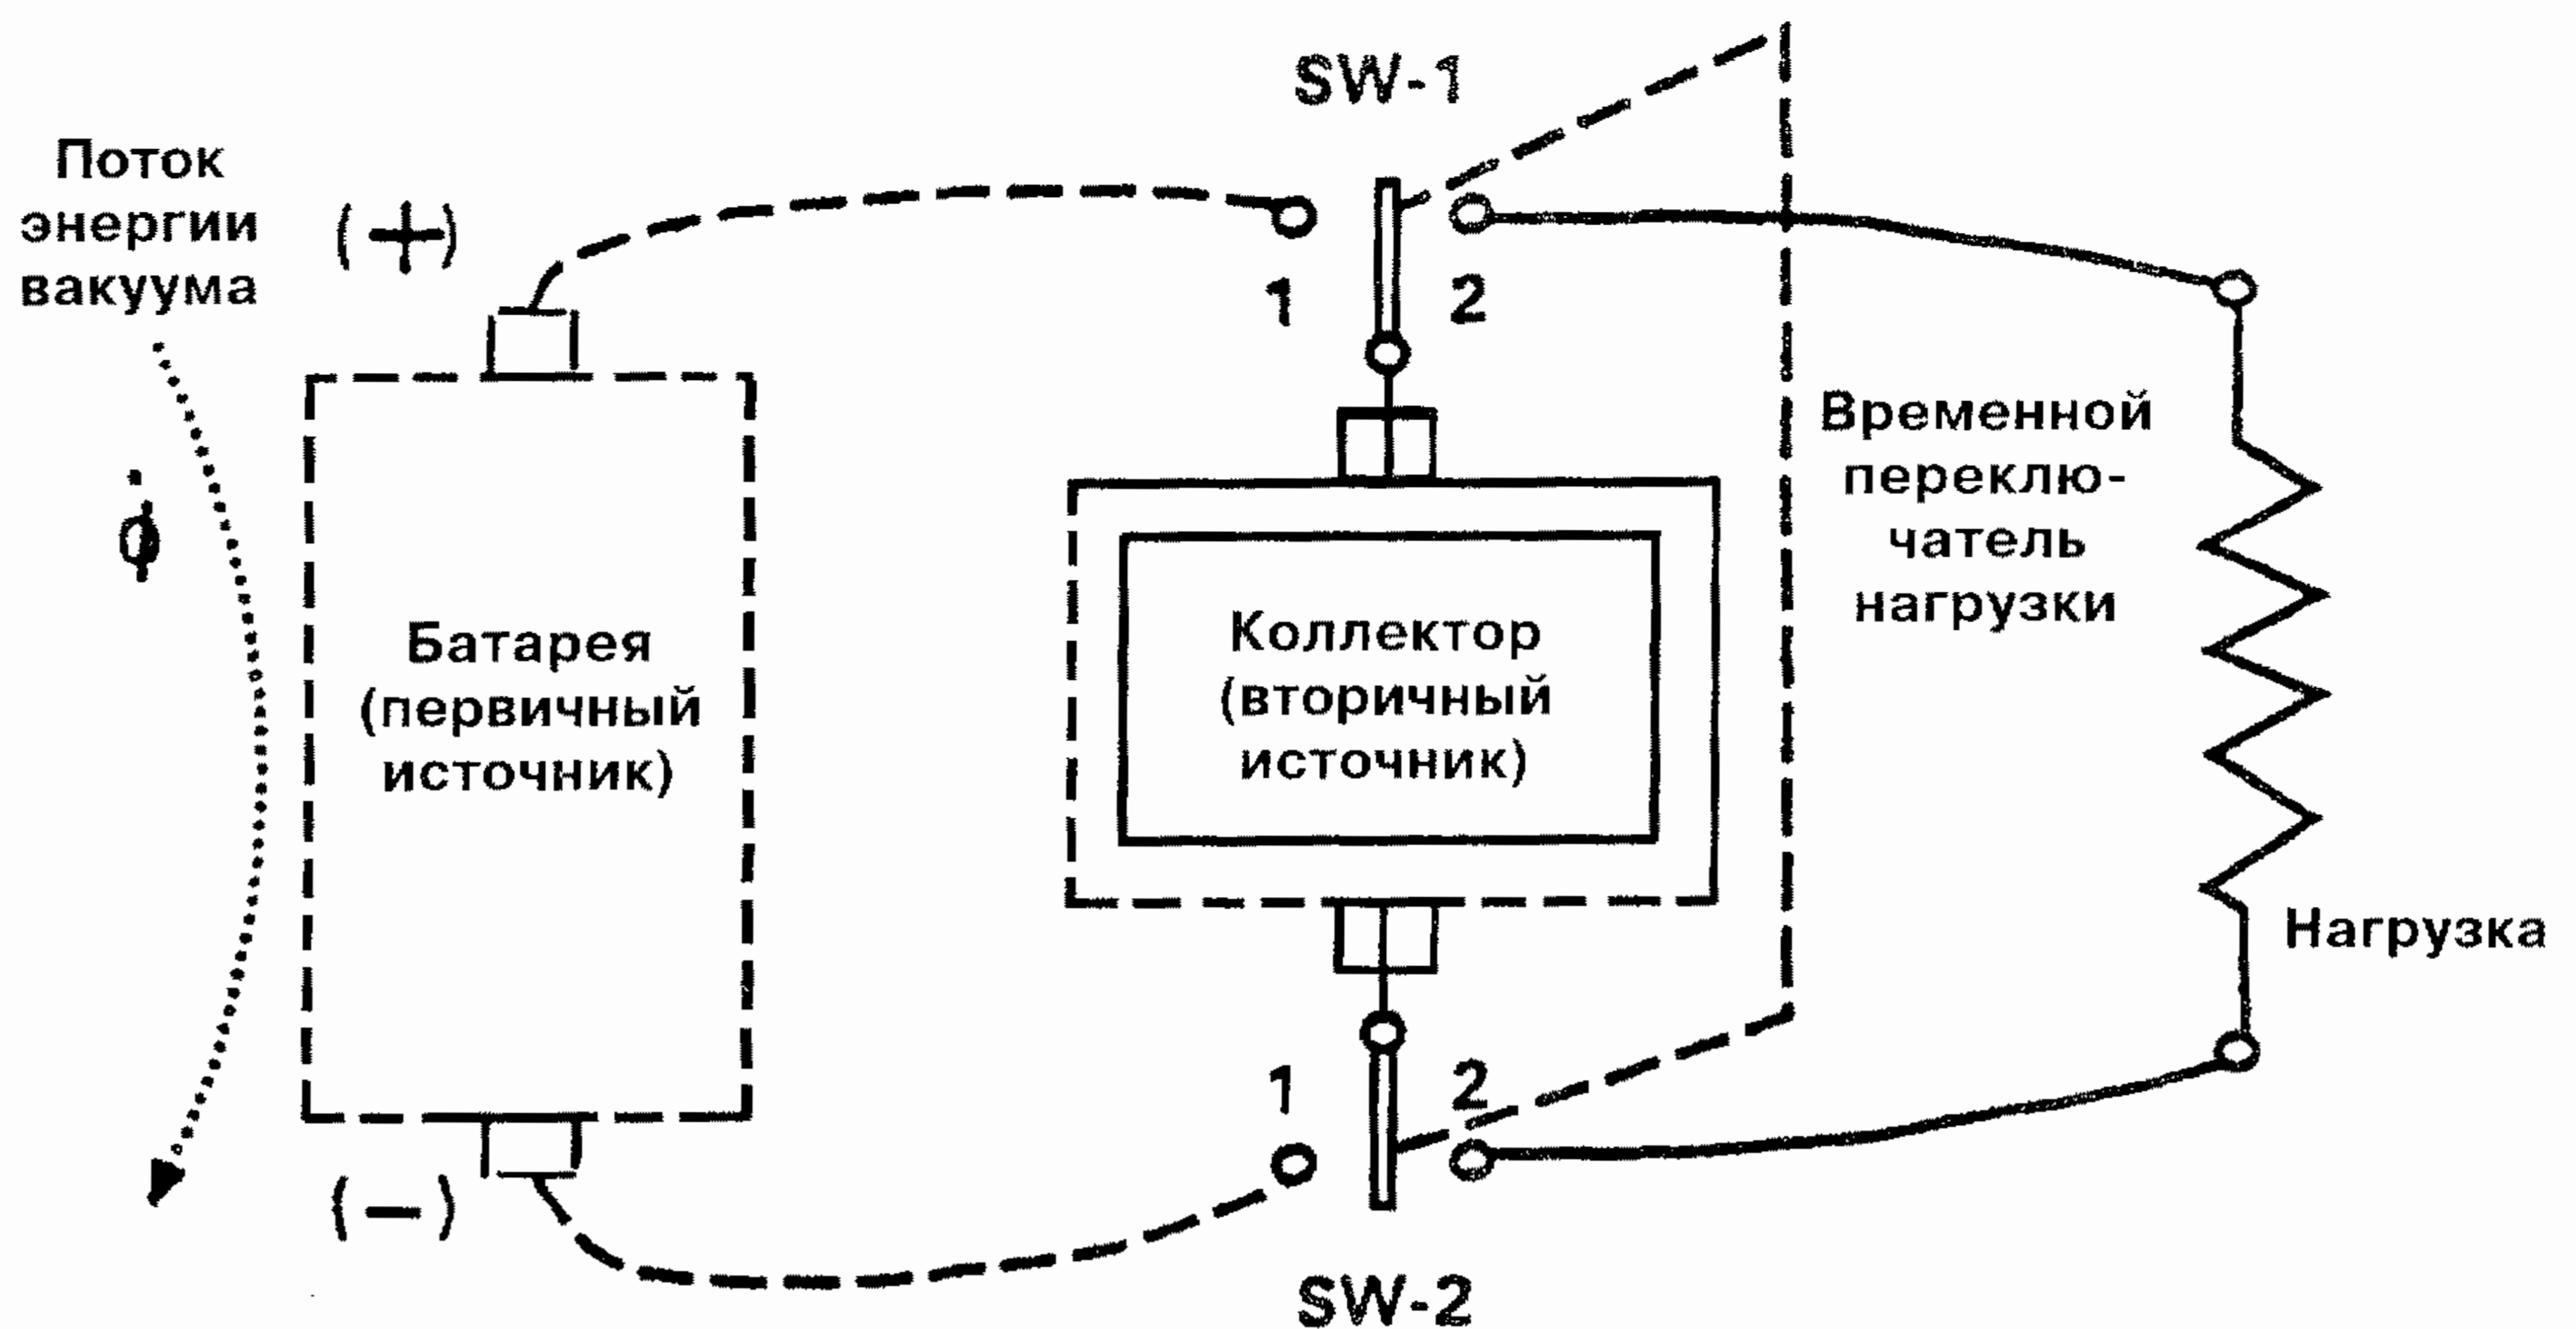 SW-1
Поток
энергии
вакуума
(+)
1
2
ϕ̇
Временной
переклю-
чатель
нагрузки
Батарея
(первичный
источник)
Коллектор
(вторичный
источник)
Нагрузка
1
2
(—)
SW-2